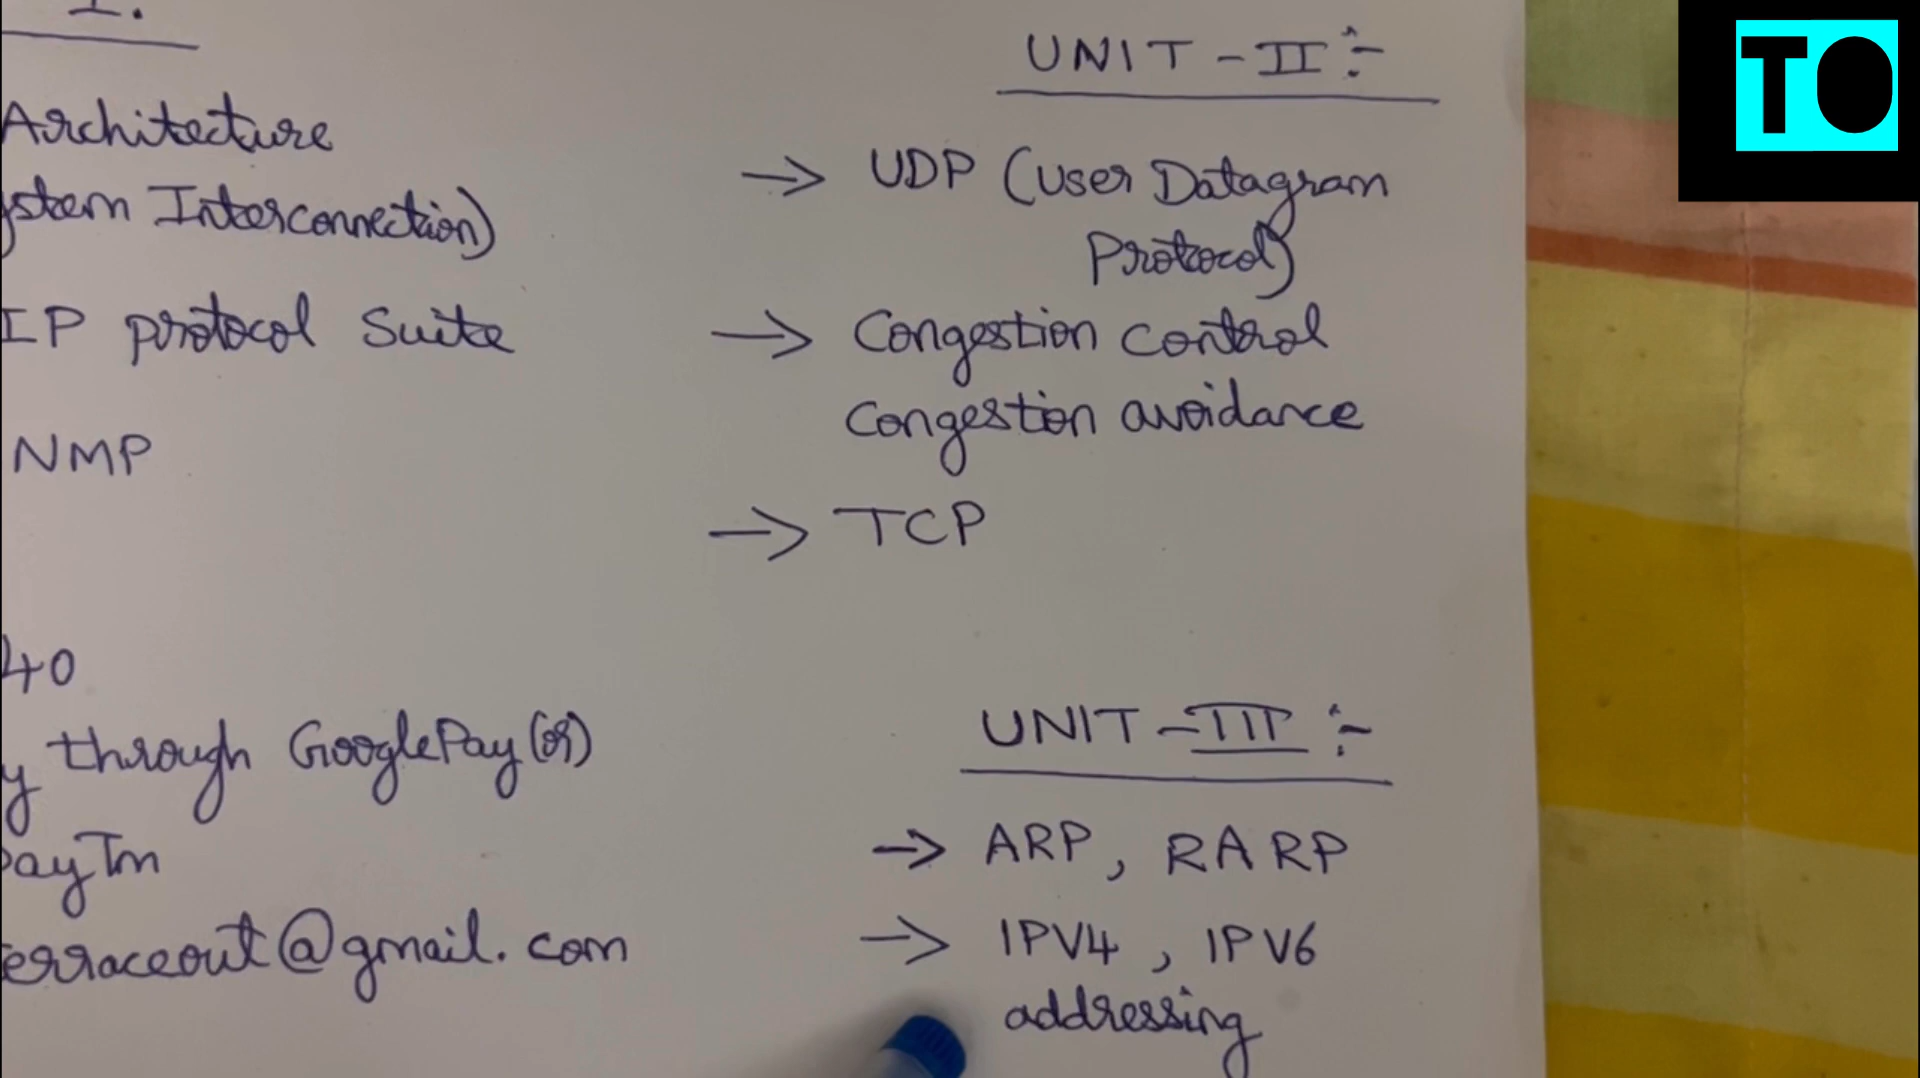 I.
Architecture
ystem Interconnection)
IP protocol Suite
NMP
40
y through GooglePay (or)
PayTm
erraceout@gmail.com
UNIT - II :-
→ UDP (User Datagram
Protocol)
→ Congestion control
Congestion avoidance
→ TCP
UNIT - III :-
→ ARP, RARP
→ IPV4, IPV6
addressing
TO